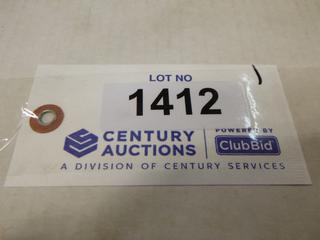 LOT NO
1412
CENTURY
AUCTIONS
POWERED BY
ClubBid
A DIVISION OF CENTURY SERVICES